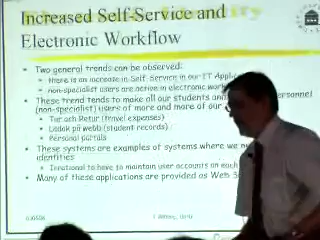 Increased Self-Service and
Electronic Workflow
Two general trends can be observed:
there is an increase in Self-Service in our IT
non-specialist users are active in electronic
These trend tends to make all our students and personnel
(non-specialist) users of more and more of our
Tur och Retur (travel expenses)
Ladok på webb (student records)
Personal portals
These systems are examples of systems where we
identities
Irrational to have to maintain user accounts on each
Many of these applications are provided as Web